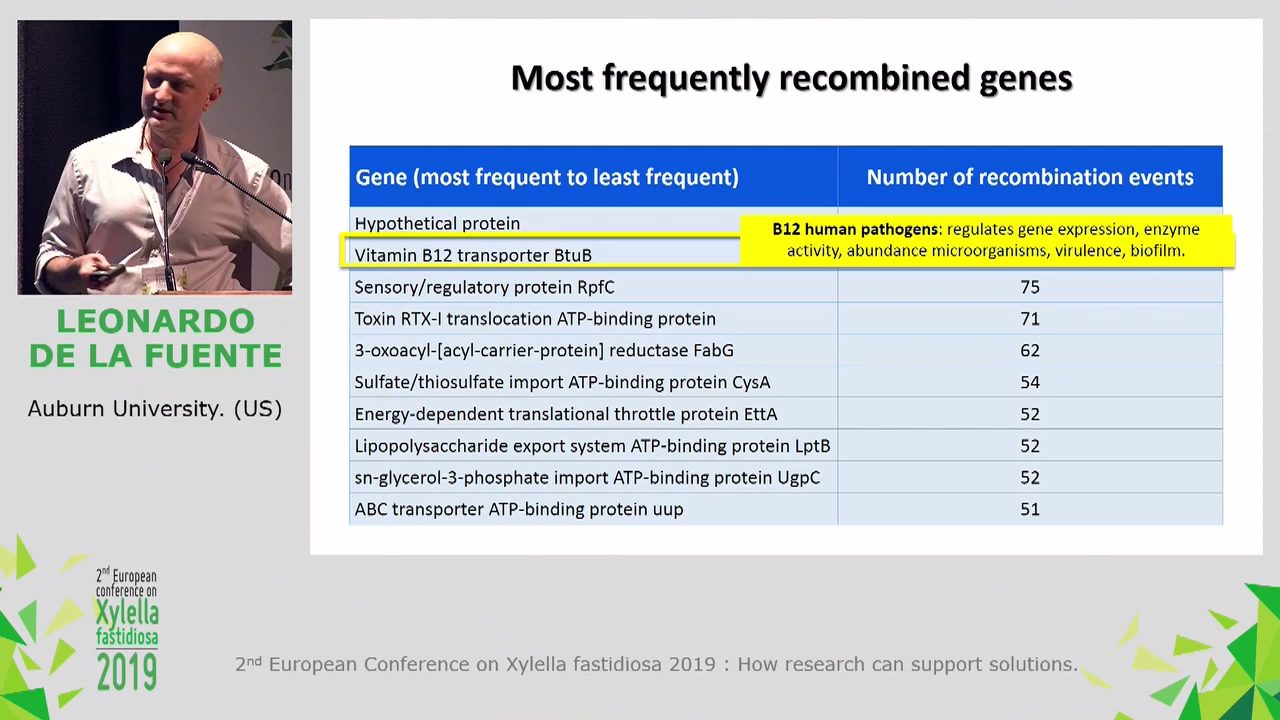 Most frequently recombined genes
Gene (most frequent to least frequent) Number of recombination events
Hypothetical protein
B12 human pathogens: regulates gene expression, enzyme
activity, abundance microorganisms, virulence, biofilm.
Vitamin B12 transporter BtuB
Sensory/regulatory protein RpfC 75
Toxin RTX-I translocation ATP-binding protein 71
3-oxoacyl-[acyl-carrier-protein] reductase FabG 62
Sulfate/thiosulfate import ATP-binding protein CysA 54
Energy-dependent translational throttle protein EttA 52
Lipopolysaccharide export system ATP-binding protein LptB 52
sn-glycerol-3-phosphate import ATP-binding protein UgpC 52
ABC transporter ATP-binding protein uup 51
LEONARDO
DE LA FUENTE
Auburn University. (US)
2nd European
conference on
Xylella
fastidiosa
2019
2nd European Conference on Xylella fastidiosa 2019 : How research can support solutions.